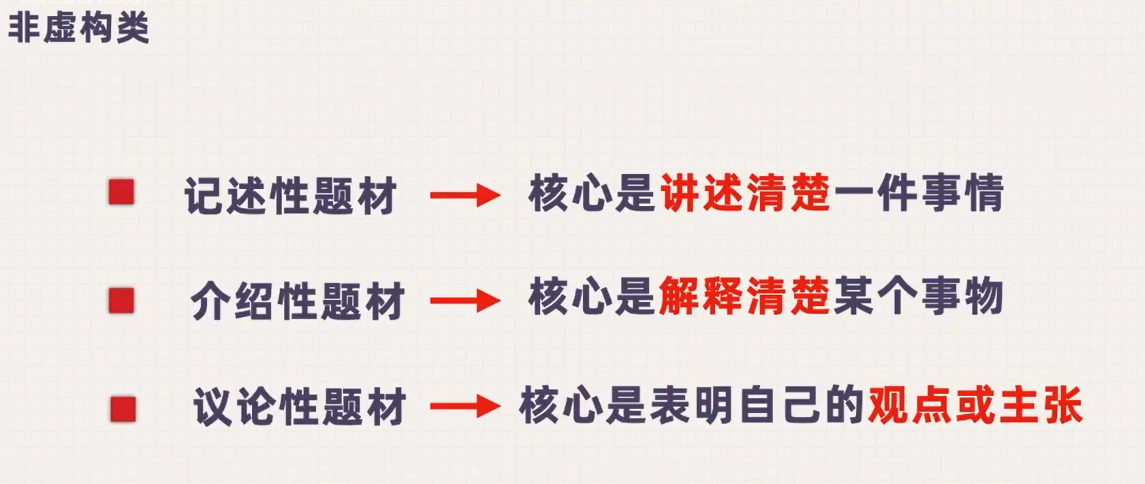 非虚构类
记述性题材 → 核心是讲述清楚一件事情
介绍性题材 → 核心是解释清楚某个事物
议论性题材 → 核心是表明自己的观点或主张